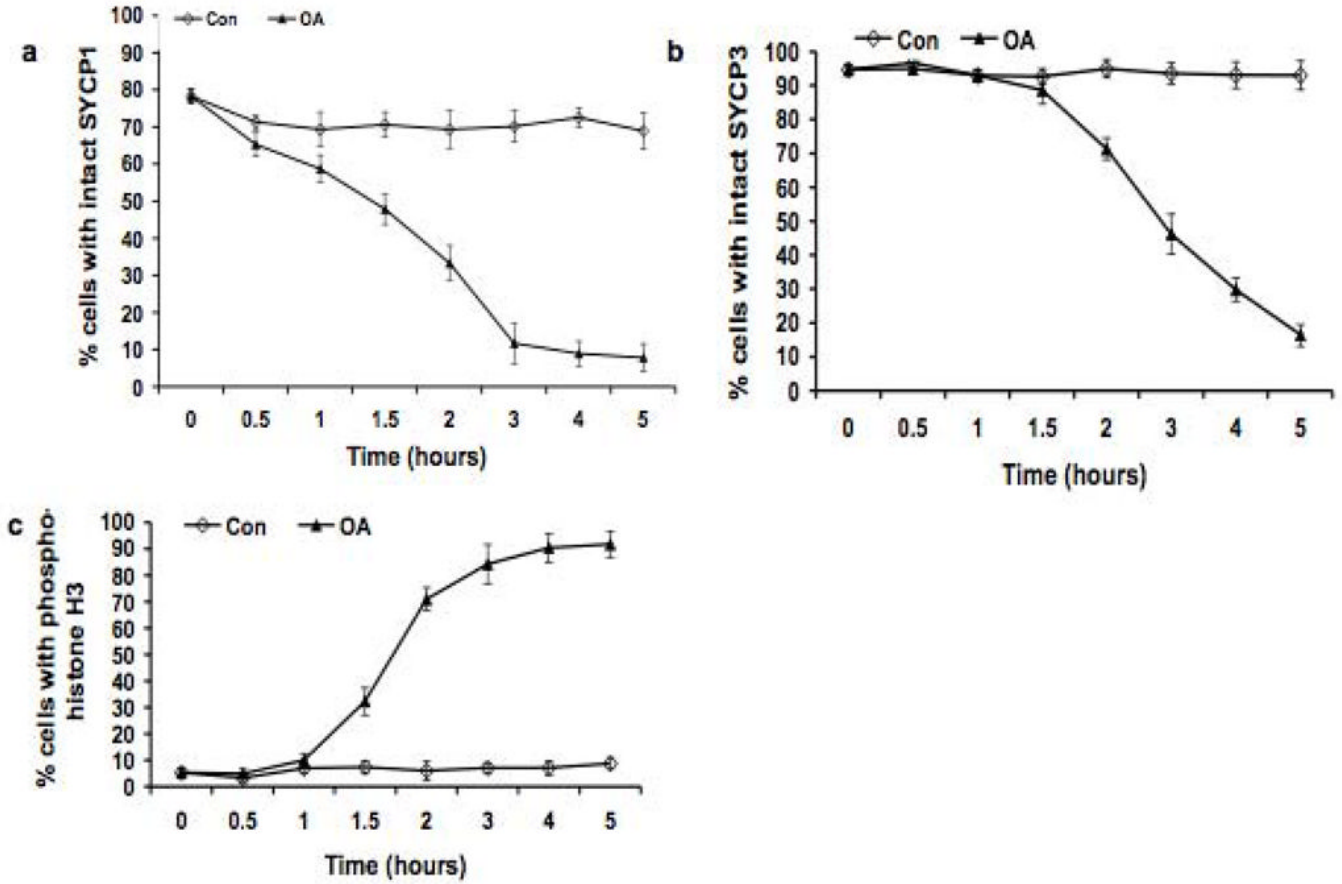 a
Con OA
% cells with intact SYCP1
100
90
80
70
60
50
40
30
20
10
0
0 0.5 1 1.5 2 3 4 5
Time (hours)
b
Con OA
% cells with intact SYCP3
100
90
80
70
60
50
40
30
20
10
0
0 0.5 1 1.5 2 3 4 5
Time (hours)
c
Con OA
% cells with phospho-
histone H3
100
90
80
70
60
50
40
30
20
10
0
0 0.5 1 1.5 2 3 4 5
Time (hours)